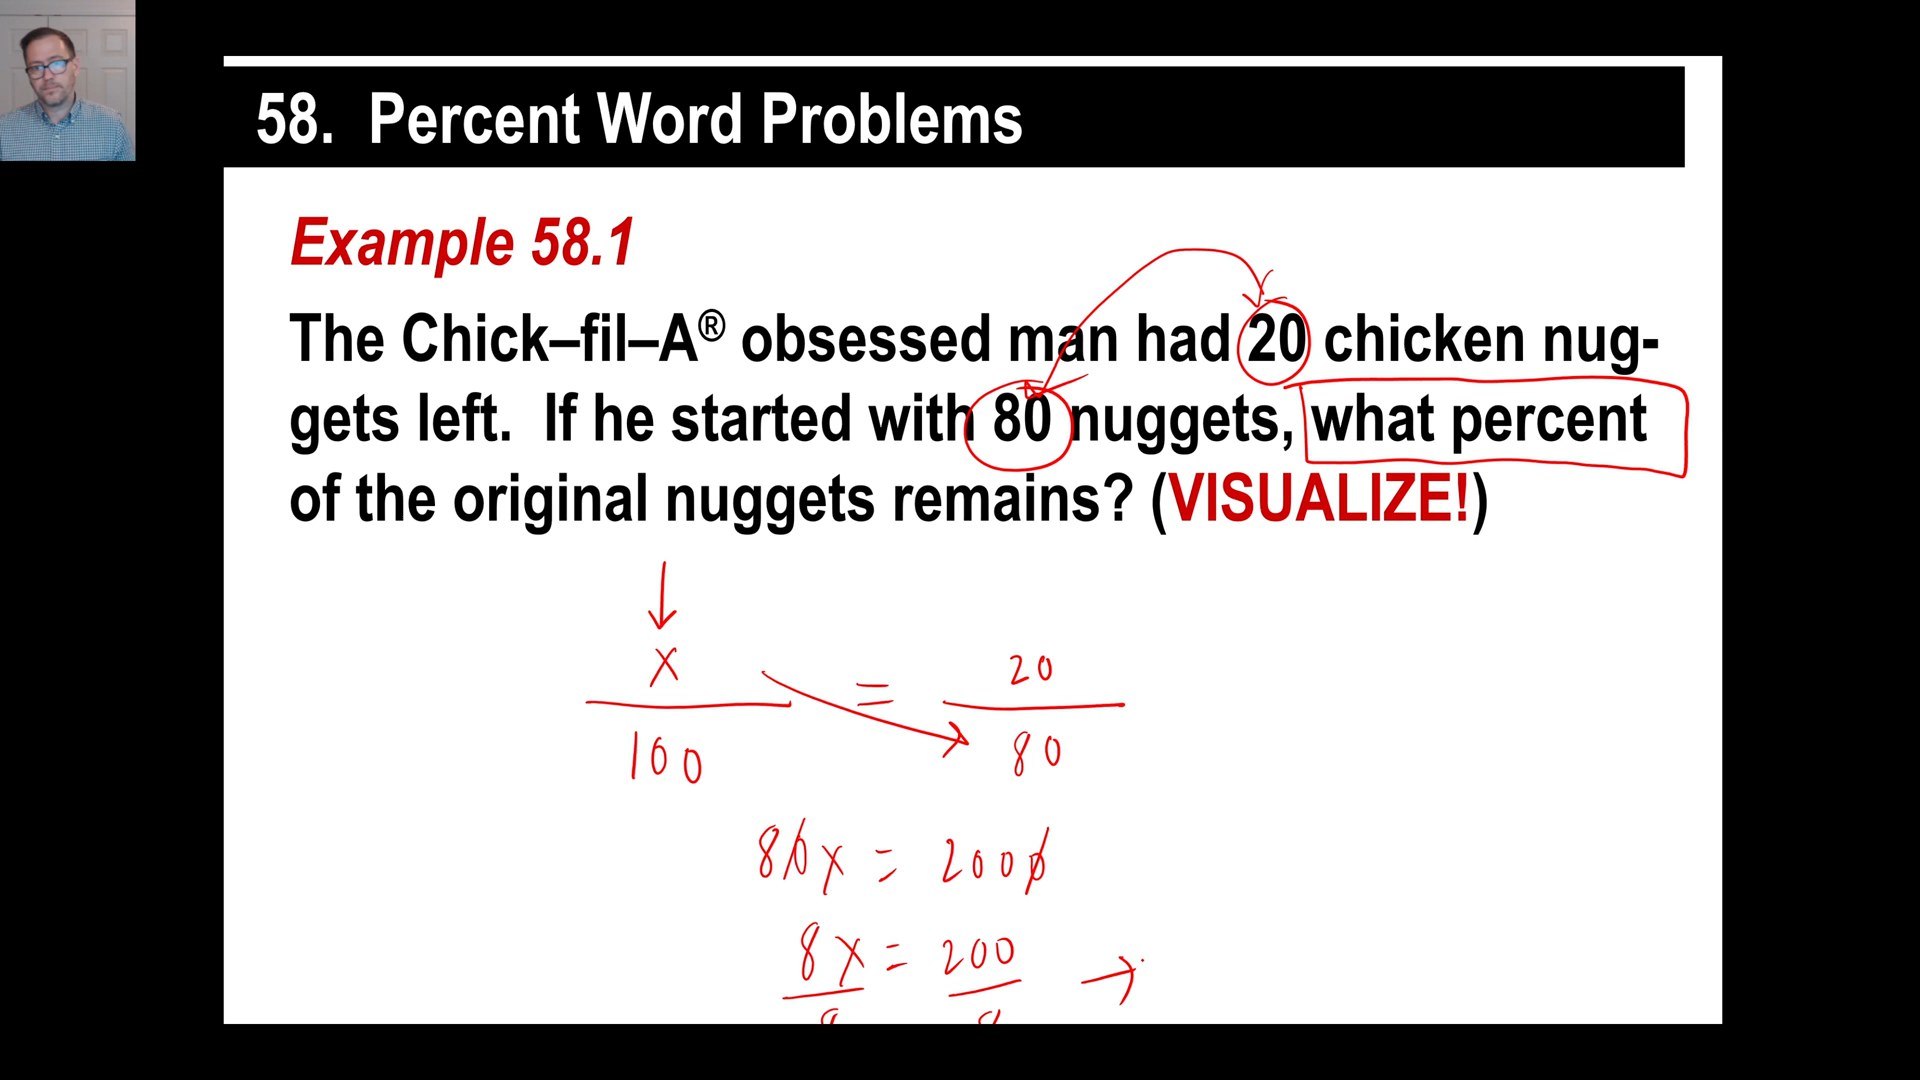 58. Percent Word Problems
Example 58.1
The Chick–fil–A® obsessed man had 20 chicken nug-
gets left. If he started with 80 nuggets, what percent
of the original nuggets remains? (VISUALIZE!)
x = 20
100 80
80x = 2000
8x = 200
8 8